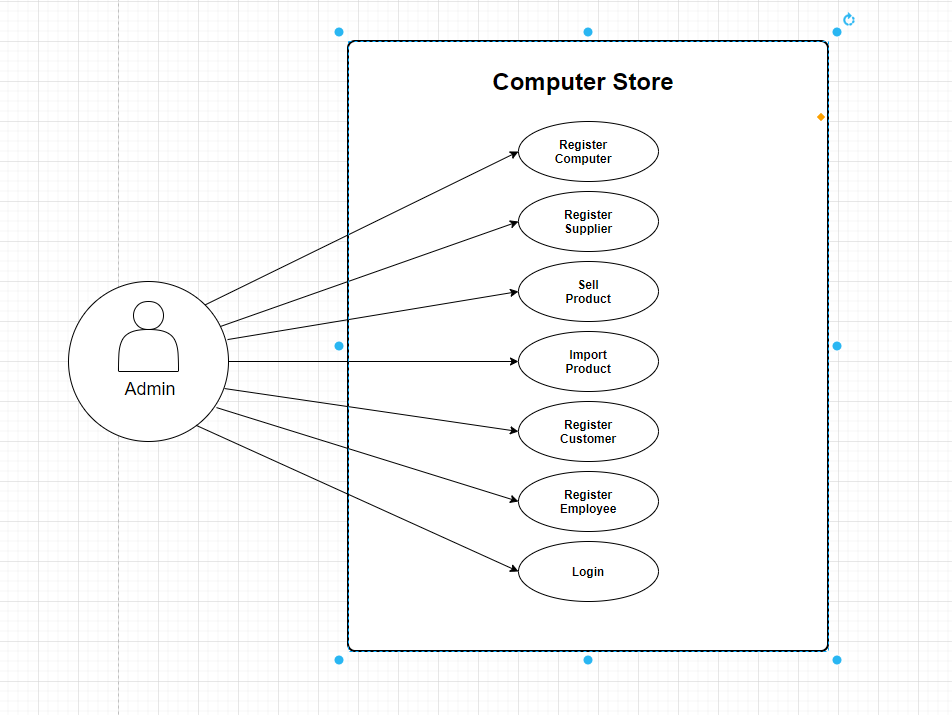 Computer Store
Register
Computer
Register
Supplier
Sell
Product
Import
Product
Admin
Register
Customer
Register
Employee
Login